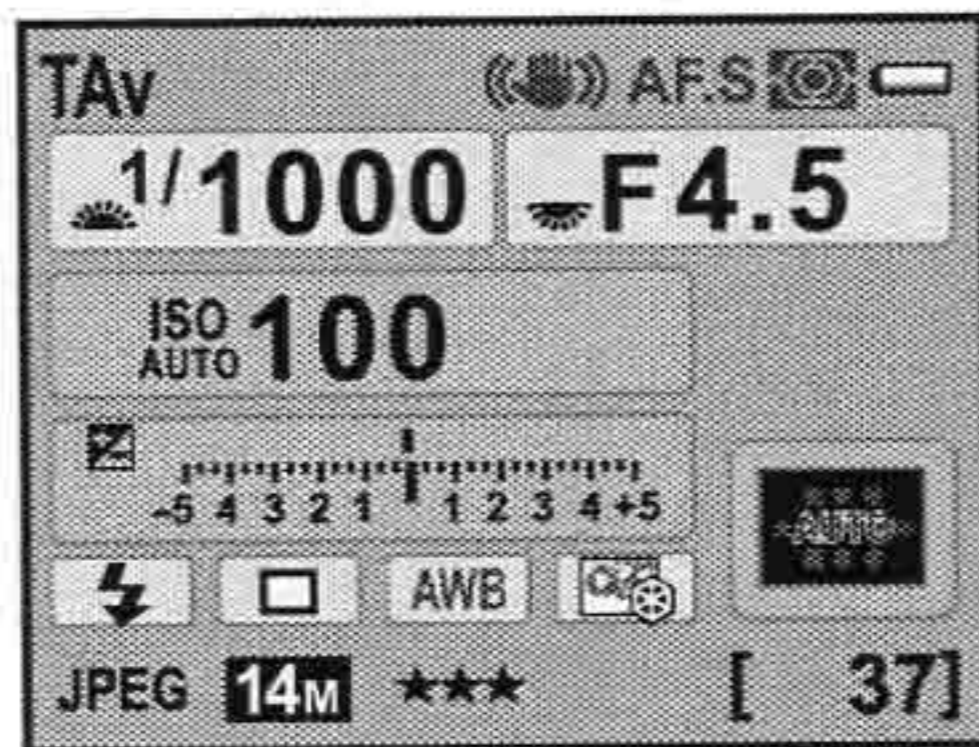 TAv AF.S
1/1000 F4.5
ISO AUTO 100
-5 4 3 2 1 1 2 3 4 +5
AUTO
AWB
JPEG 14M ★★★ [ 37]